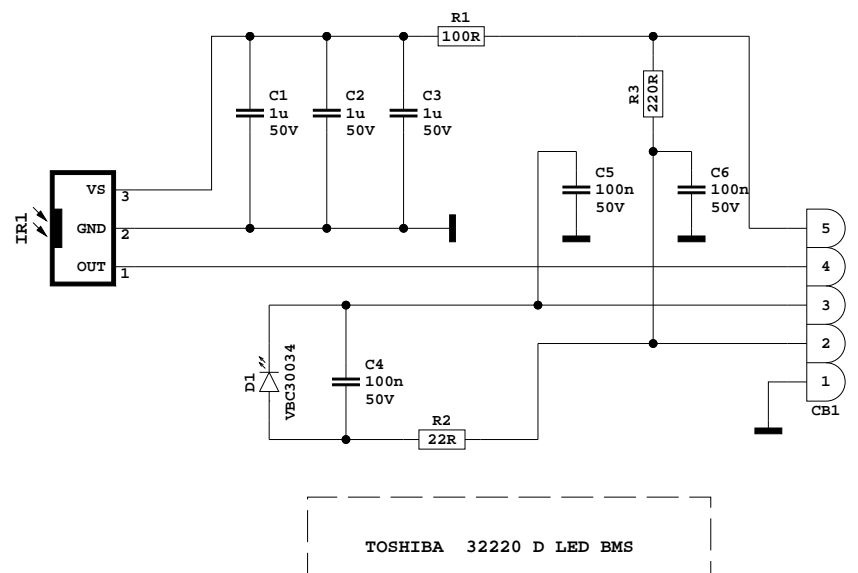 R1
100R
C1
1u
50V
C2
1u
50V
C3
1u
50V
R3
220R
C5
100n
50V
C6
100n
50V
IR1
VS
3
GND
2
OUT
1
5
4
3
2
1
CB1
D1
VBC30034
C4
100n
50V
R2
22R
TOSHIBA 32220 D LED BMS